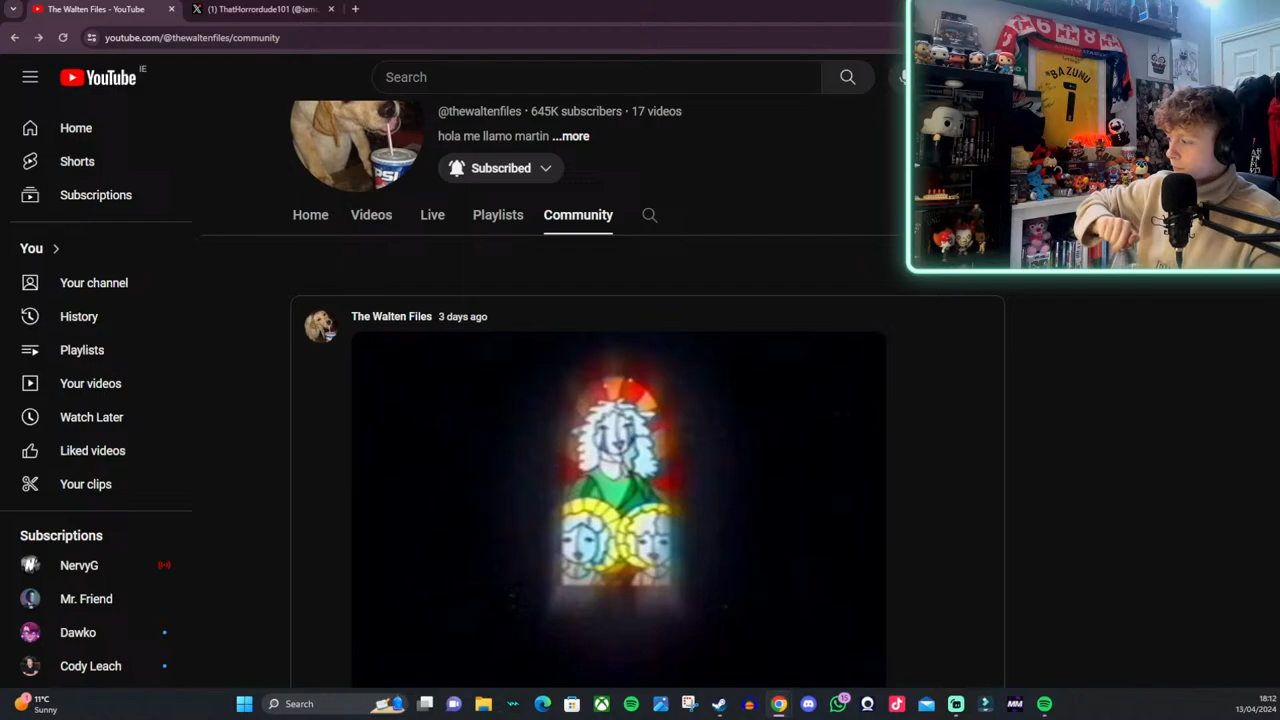 The Walten Files - YouTube
(1) ThatHorrordude101 (@iamc
youtube.com/@thewaltenfiles/community
YouTube IE
Search
@thewaltenfiles · 645K subscribers · 17 videos
hola me llamo martin ...more
Subscribed
Home
Videos
Live
Playlists
Community
Home
Shorts
Subscriptions
You
Your channel
History
Playlists
Your videos
Watch Later
Liked videos
Your clips
Subscriptions
NervyG
Mr. Friend
Dawko
Cody Leach
The Walten Files 3 days ago
BAZUNU
1
11°C
Sunny
Search
15
18:12
13/04/2024